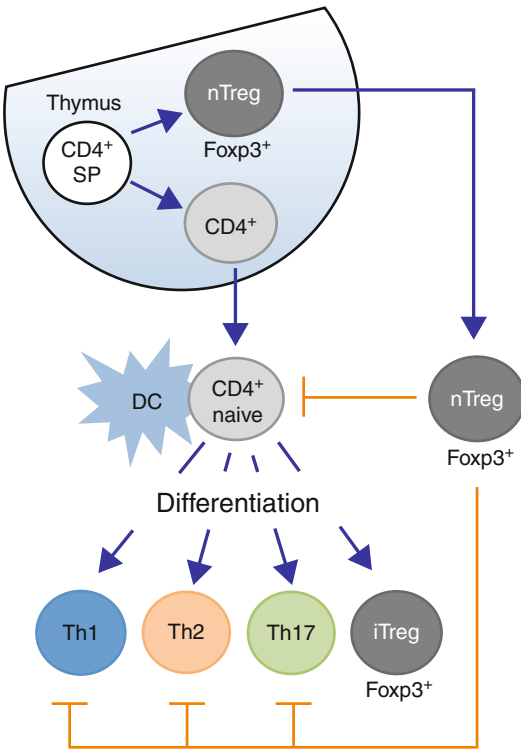 Thymus
nTreg
Foxp3⁺
CD4⁺
SP
CD4⁺
DC
CD4⁺
naive
nTreg
Foxp3⁺
Differentiation
Th1
Th2
Th17
iTreg
Foxp3⁺